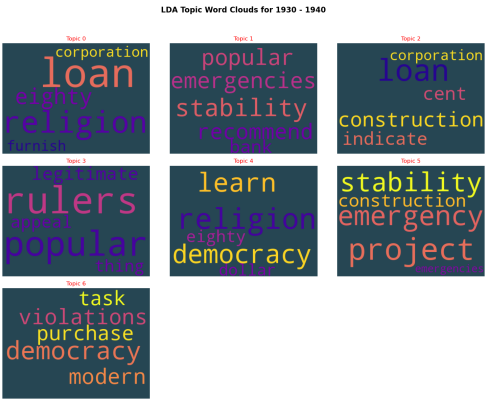 LDA Topic Word Clouds for 1930 - 1940
Topic 0
corporation
loan
eighty
religion
furnish
Topic 1
popular
emergencies
stability
recommend
bank
Topic 2
corporation
loan
cent
construction
indicate
Topic 3
legitimate
rulers
appeal
popular
thing
Topic 4
learn
religion
eighty
democracy
dollar
Topic 5
stability
construction
emergency
project
Topic 6
task
violations
purchase
democracy
modern